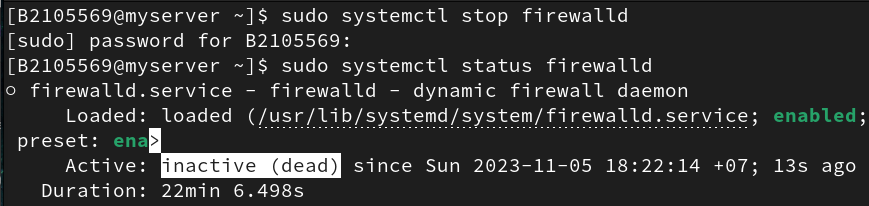 [B2105569@myserver ~]$ sudo systemctl stop firewalld
[sudo] password for B2105569:
[B2105569@myserver ~]$ sudo systemctl status firewalld
○ firewalld.service - firewalld - dynamic firewall daemon
     Loaded: loaded (/usr/lib/systemd/system/firewalld.service; enabled;
 preset: ena>
     Active: inactive (dead) since Sun 2023-11-05 18:22:14 +07; 13s ago
   Duration: 22min 6.498s